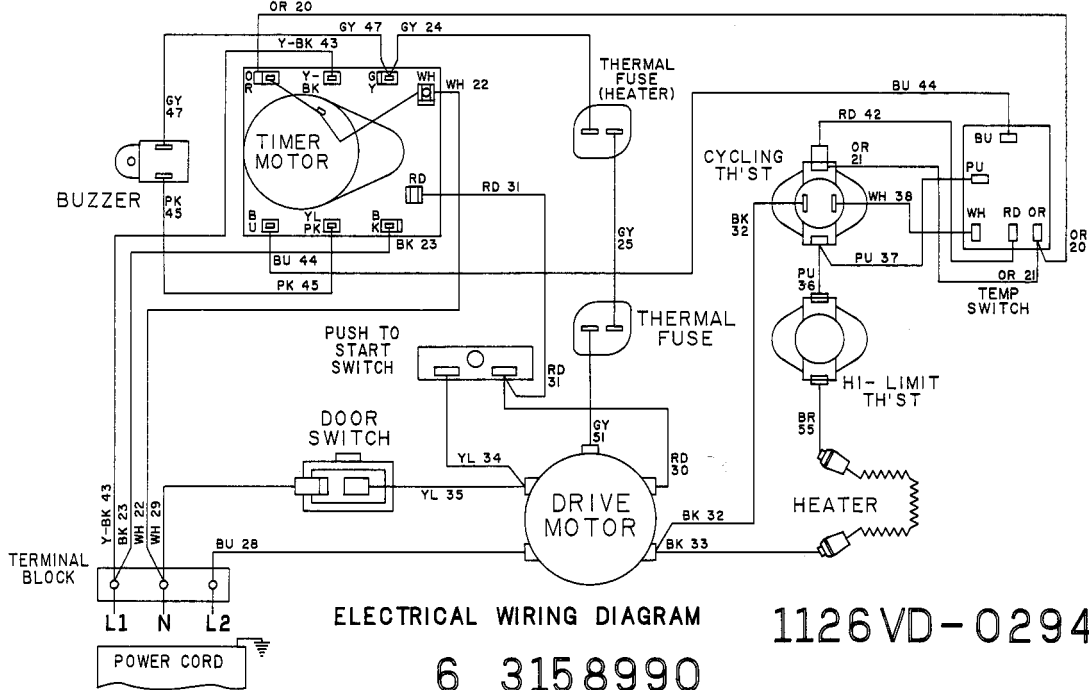 OR 20
GY 47
GY 24
Y-BK 43
THERMAL
FUSE
(HEATER)
O
R
Y-
BK
G
Y
WH
WH 22
BU 44
GY
47
TIMER
MOTOR
RD 42
OR
21
BU
CYCLING
TH'ST
PU
BUZZER
PK
45
RD
RD 31
BK
32
WH 38
WH
RD
OR
B
U
YL
PK
B
K
BK 23
GY
25
OR
20
BU 44
PU 37
PK 45
PU
36
OR 21
TEMP
SWITCH
PUSH TO
START
SWITCH
THERMAL
FUSE
RD
31
HI- LIMIT
TH'ST
DOOR
SWITCH
GY
51
BR
55
YL 34
RD
30
YL 35
DRIVE
MOTOR
HEATER
Y-BK 43
BK 23
WH 22
WH 29
BK 32
BU 28
BK 33
TERMINAL
BLOCK
L1
N
L2
ELECTRICAL WIRING DIAGRAM
1126VD-0294
POWER CORD
6 3158990